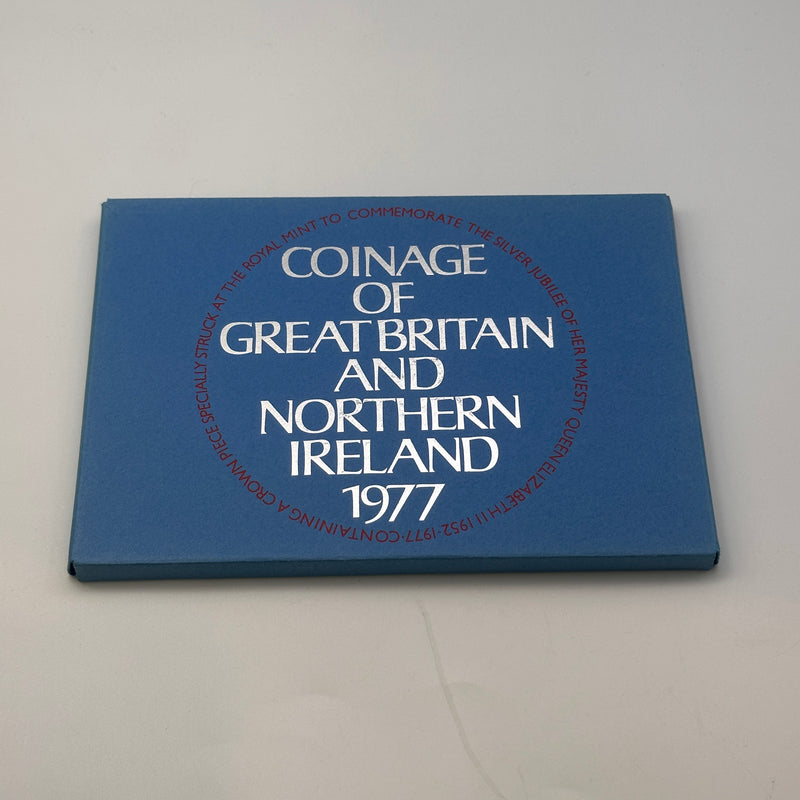 COINAGE
OF
GREAT BRITAIN
AND
NORTHERN
IRELAND
1977
CONTAINING A CROWN PIECE SPECIALLY STRUCK AT THE ROYAL MINT TO COMMEMORATE THE SILVER JUBILEE OF HER MAJESTY QUEEN ELIZABETH II 1952-1977·